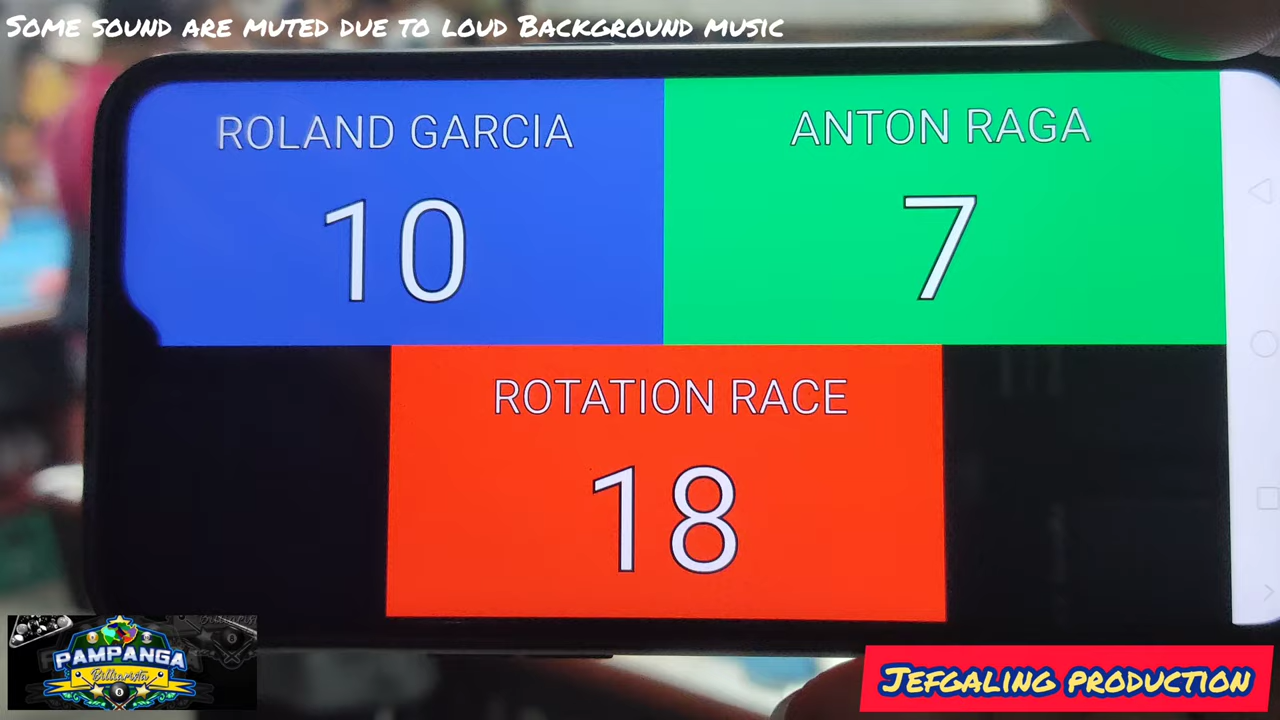 Some sound are muted due to loud Background music
ROLAND GARCIA
10
ANTON RAGA
7
ROTATION RACE
18
PAMPANGA
Billiarista
Jefgaling production